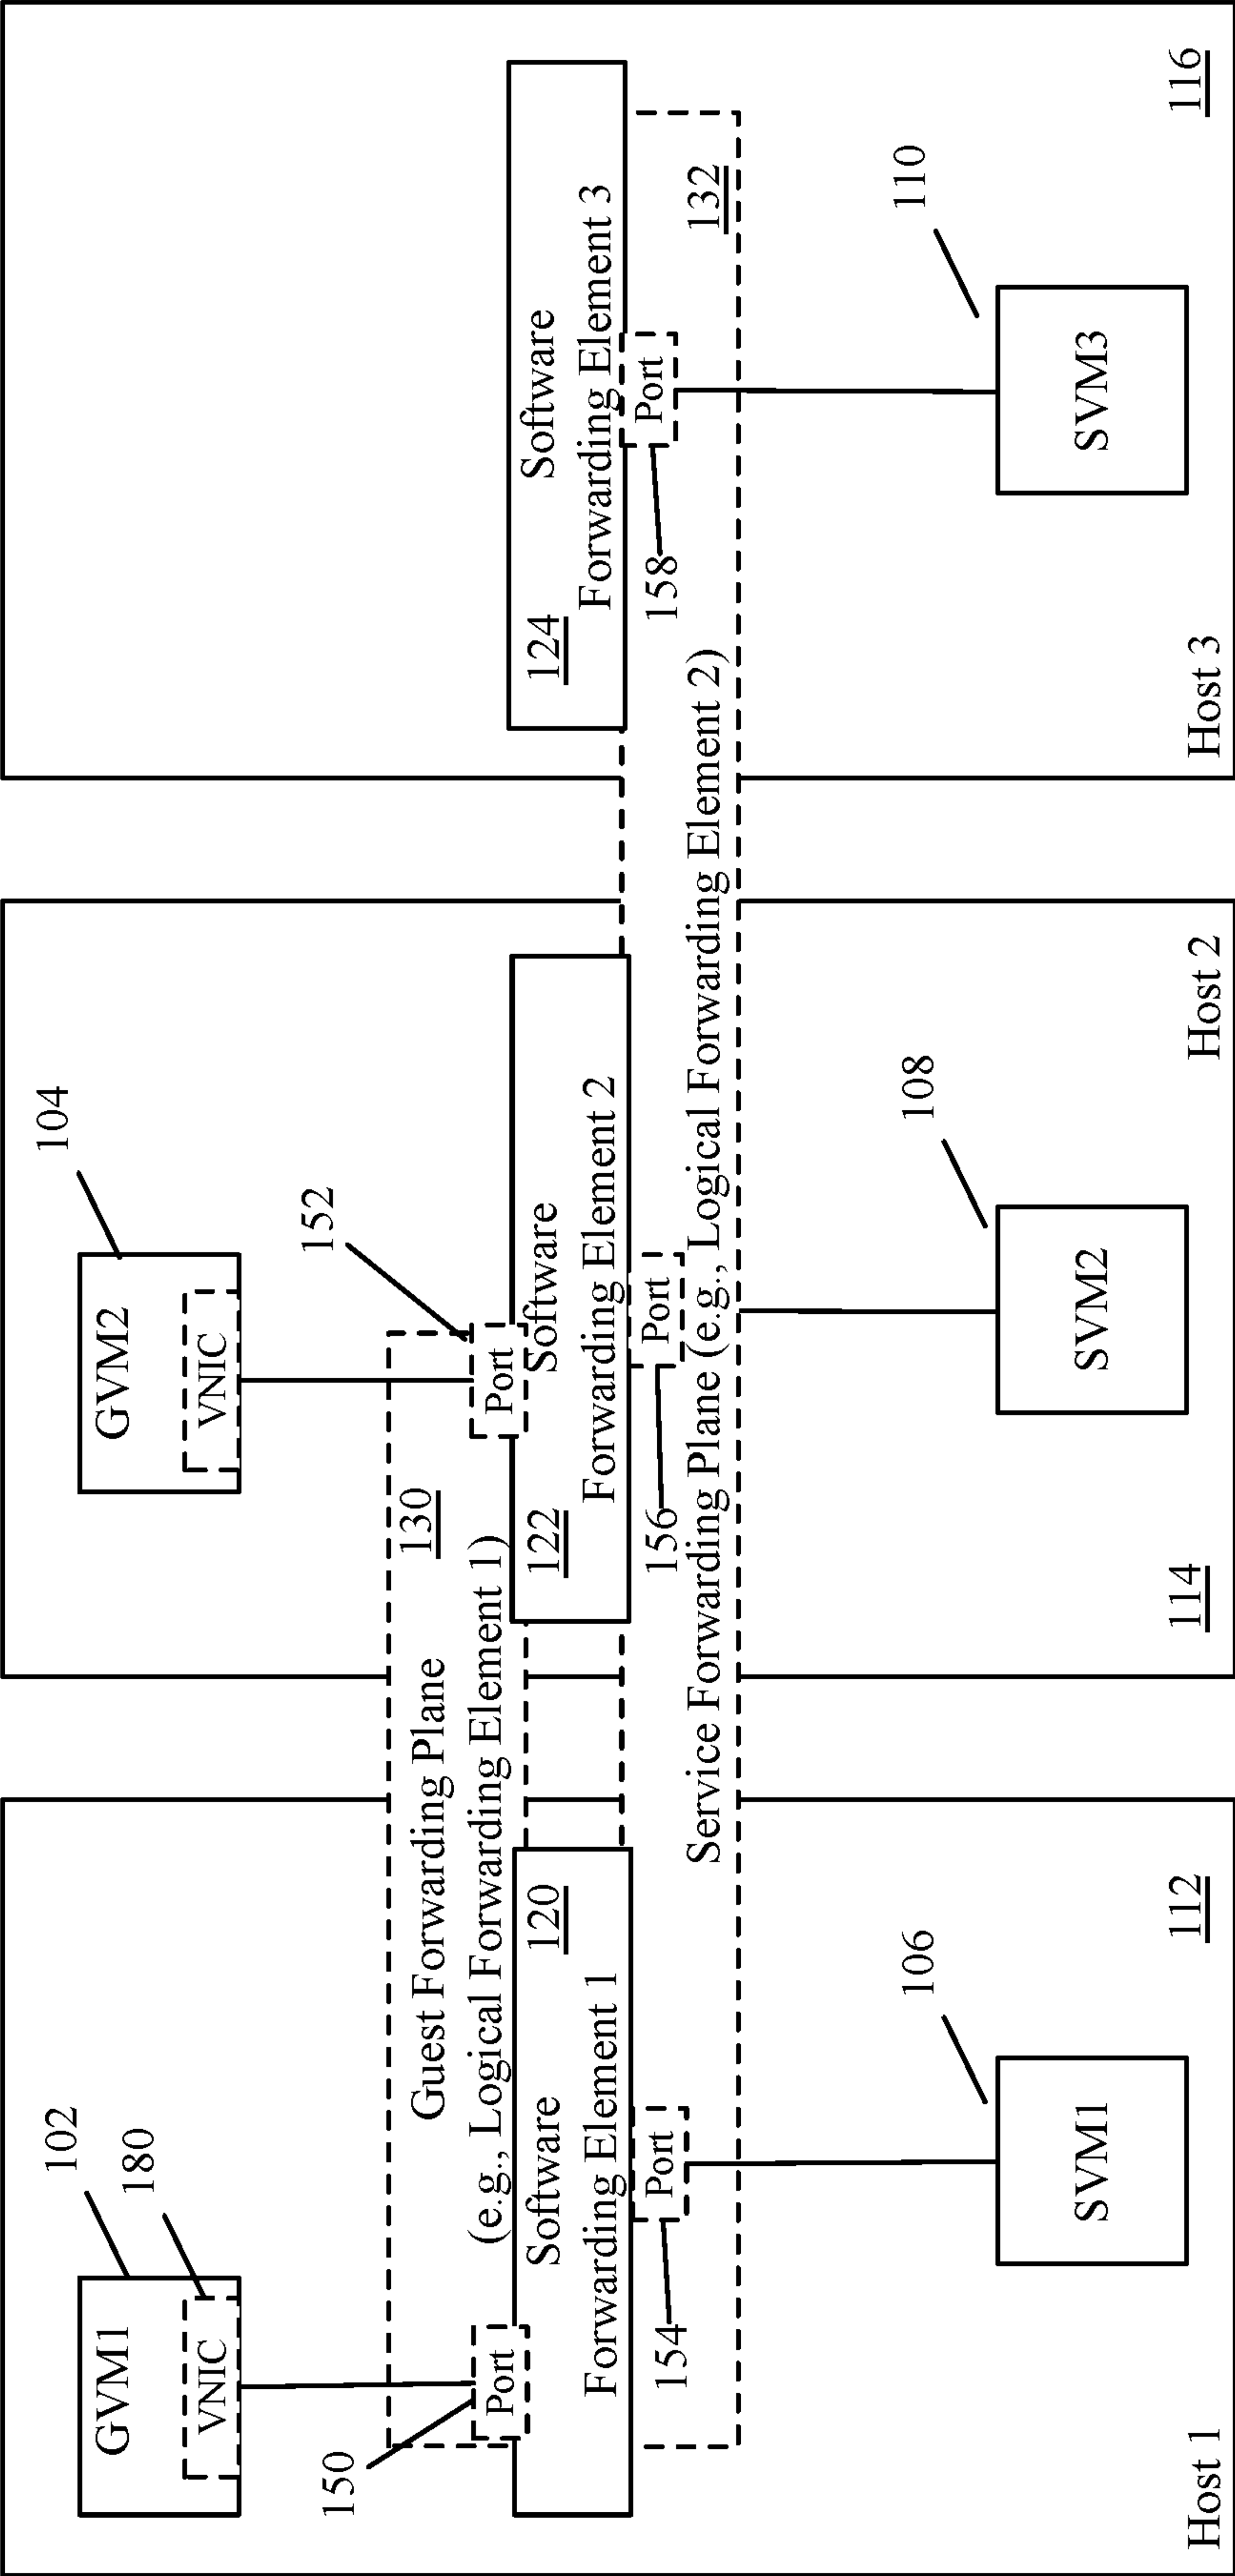 GVM1
VNIC
102
180
150
Port
Guest Forwarding Plane
(e.g., Logical Forwarding Element 1)
130
Software
Forwarding Element 1
120
Port
154
SVM1
106
Host 1
112
GVM2
VNIC
104
152
Port
122
Software
Forwarding Element 2
Port
156
Service Forwarding Plane (e.g., Logical Forwarding Element 2)
132
SVM2
108
114
Host 2
124
Software
Forwarding Element 3
Port
158
SVM3
110
Host 3
116